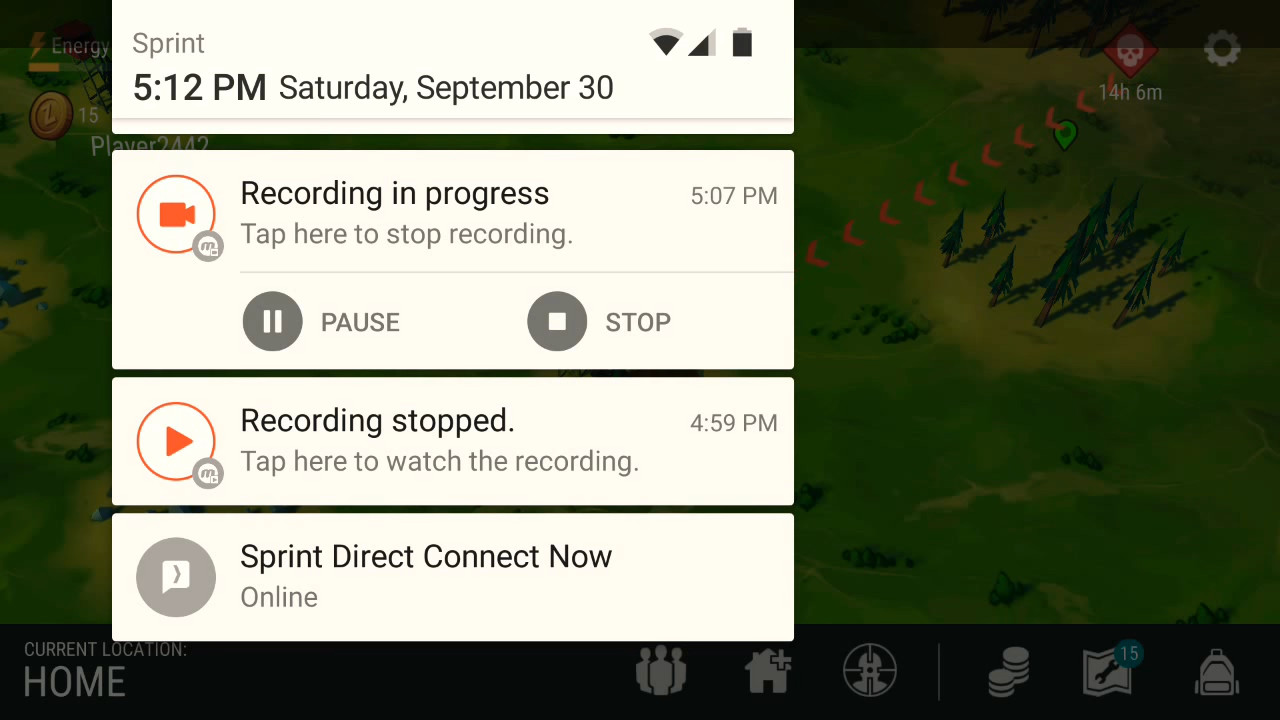 Sprint
5:12 PM Saturday, September 30
Energy
15
Player2442
14h 6m
Recording in progress 5:07 PM
Tap here to stop recording.
PAUSE STOP
Recording stopped. 4:59 PM
Tap here to watch the recording.
Sprint Direct Connect Now
Online
CURRENT LOCATION:
HOME
15